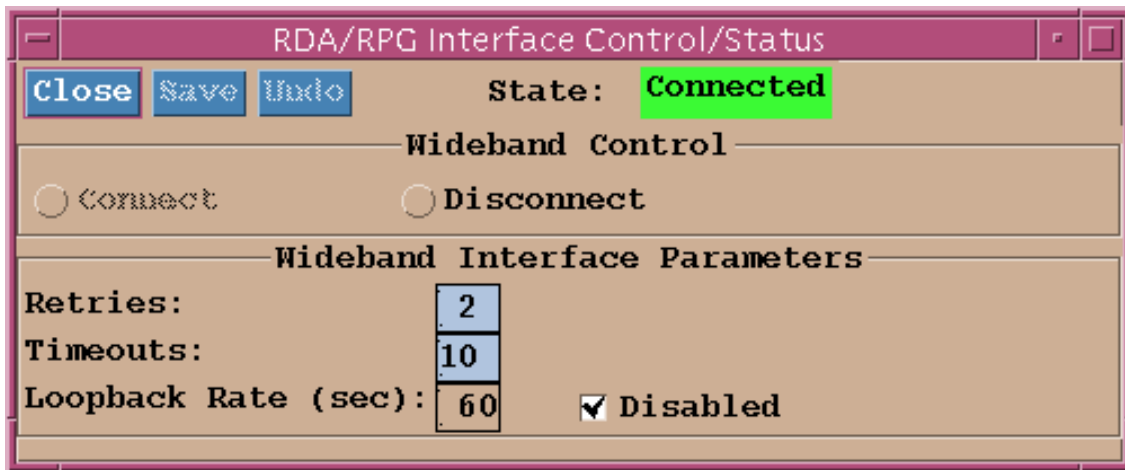 RDA/RPG Interface Control/Status
Close Save Undo State: Connected
Wideband Control
Connect Disconnect
Wideband Interface Parameters
Retries: 2
Timeouts: 10
Loopback Rate (sec): 60 Disabled